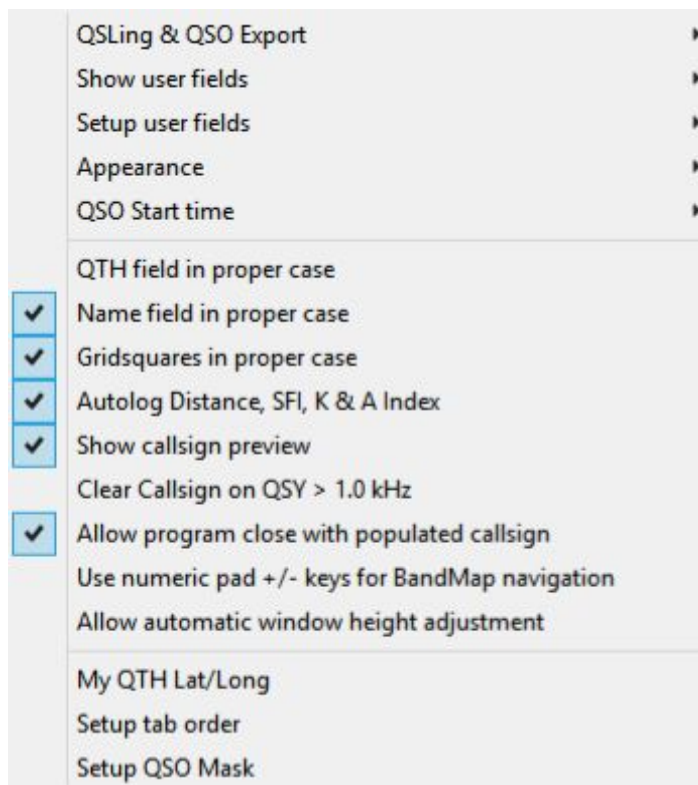 QSLing & QSO Export
Show user fields
Setup user fields
Appearance
QSO Start time
QTH field in proper case
Name field in proper case
Gridsquares in proper case
Autolog Distance, SFI, K & A Index
Show callsign preview
Clear Callsign on QSY > 1.0 kHz
Allow program close with populated callsign
Use numeric pad +/- keys for BandMap navigation
Allow automatic window height adjustment
My QTH Lat/Long
Setup tab order
Setup QSO Mask